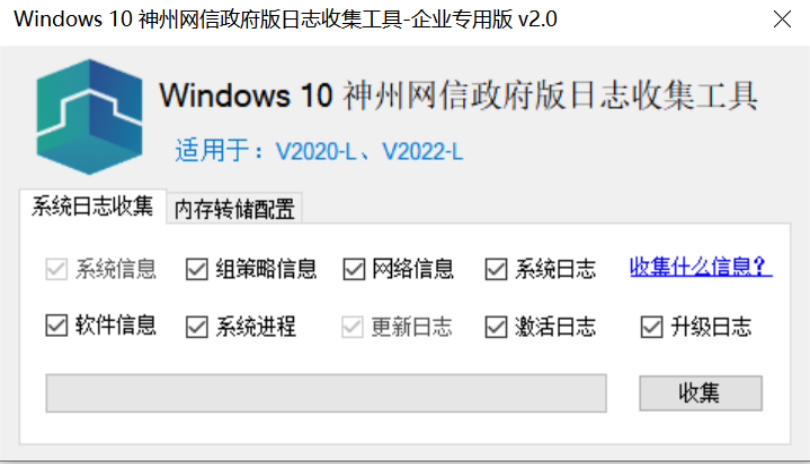 Windows 10 神州网信政府版日志收集工具-企业专用版 v2.0
Windows 10 神州网信政府版日志收集工具
适用于：V2020-L、V2022-L
系统日志收集 内存转储配置
系统信息 组策略信息 网络信息 系统日志 收集什么信息？
软件信息 系统进程 更新日志 激活日志 升级日志
收集